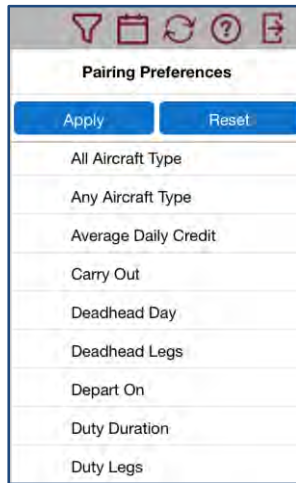 Pairing Preferences
Apply Reset
All Aircraft Type
Any Aircraft Type
Average Daily Credit
Carry Out
Deadhead Day
Deadhead Legs
Depart On
Duty Duration
Duty Legs